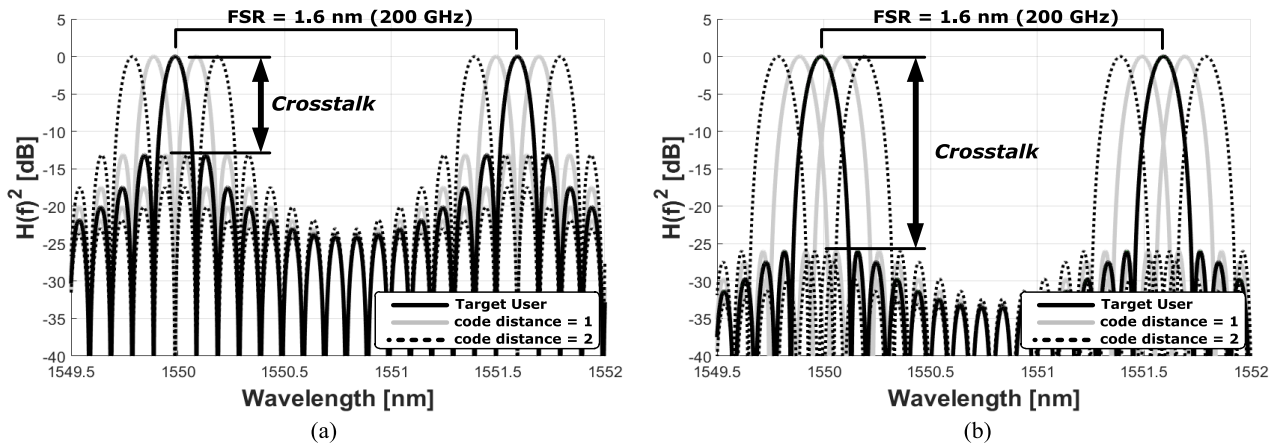 FSR = 1.6 nm (200 GHz)
5
0
-5
-10
-15
-20
-25
-30
-35
-40
H(f)² [dB]
Crosstalk
Target User
code distance = 1
code distance = 2
1549.5
1550
1550.5
1551
1551.5
1552
Wavelength [nm]
(a)
FSR = 1.6 nm (200 GHz)
5
0
-5
-10
-15
-20
-25
-30
-35
-40
H(f)² [dB]
Crosstalk
Target User
code distance = 1
code distance = 2
1549.5
1550
1550.5
1551
1551.5
1552
Wavelength [nm]
(b)